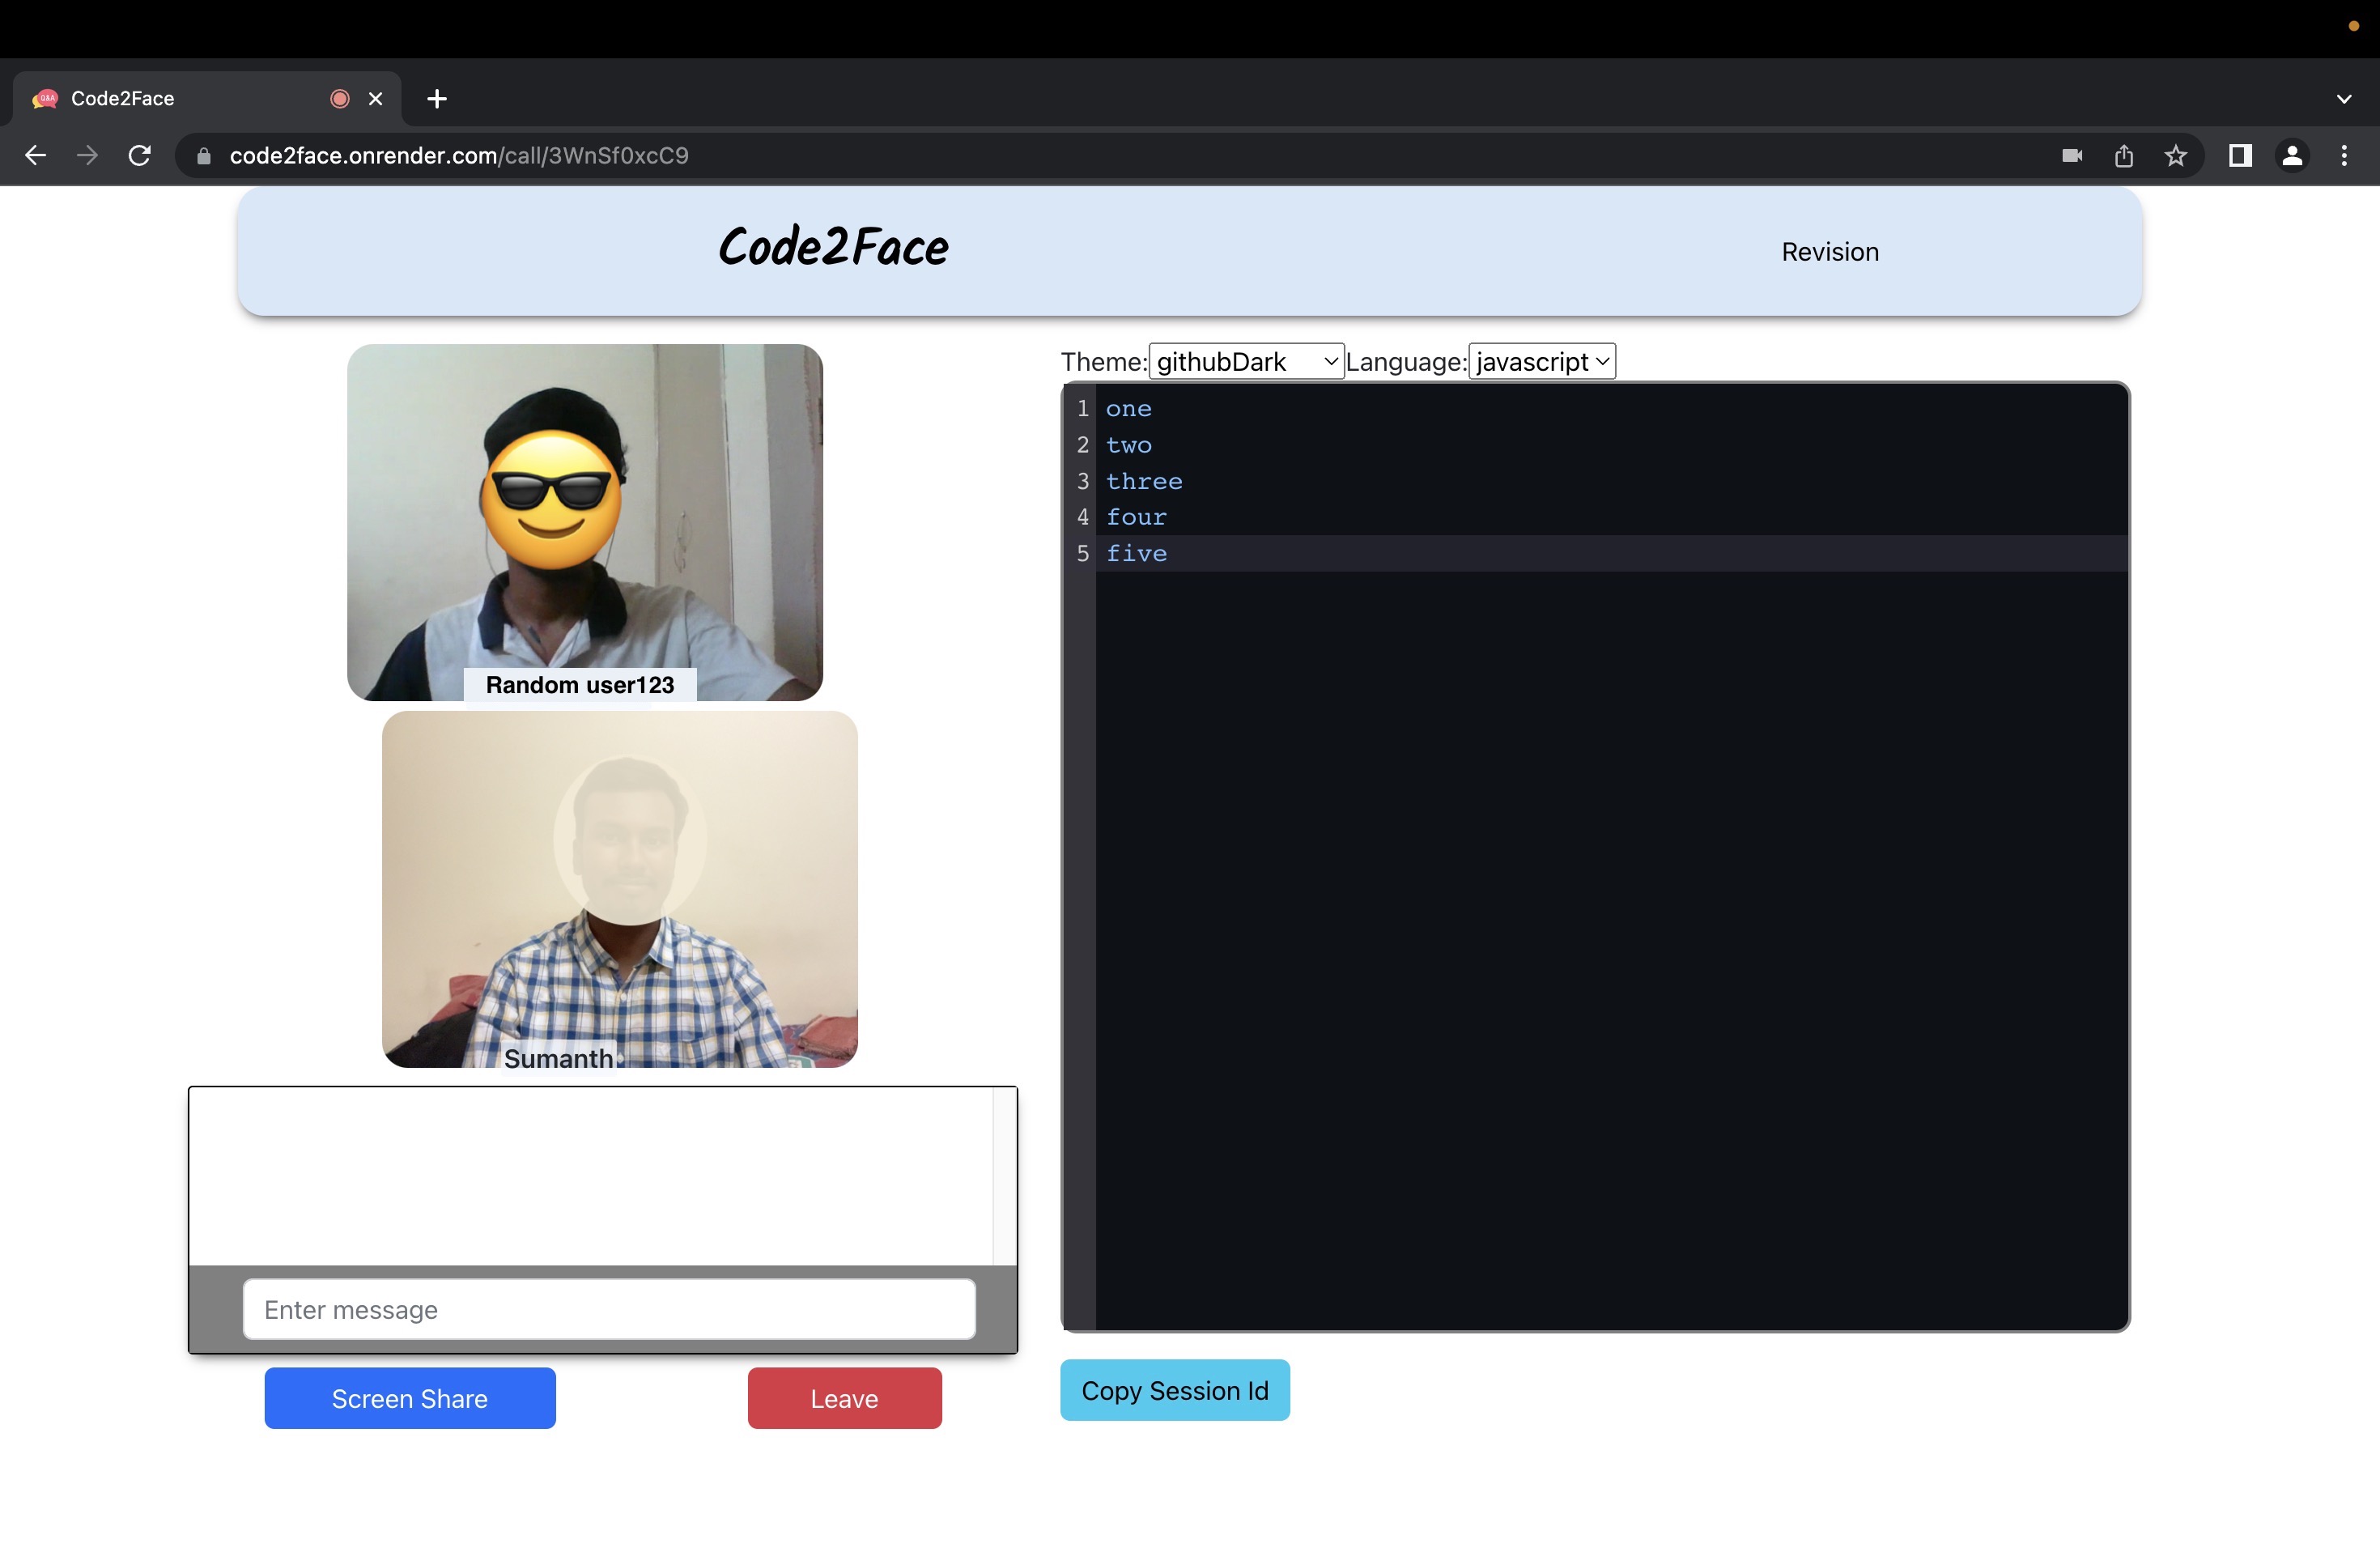 Code2Face
code2face.onrender.com/call/3WnSf0xcC9
Code2Face
Revision
Random user123
Sumanth
Enter message
Screen Share
Leave
Theme: githubDark Language: javascript
1 one
2 two
3 three
4 four
5 five
Copy Session Id